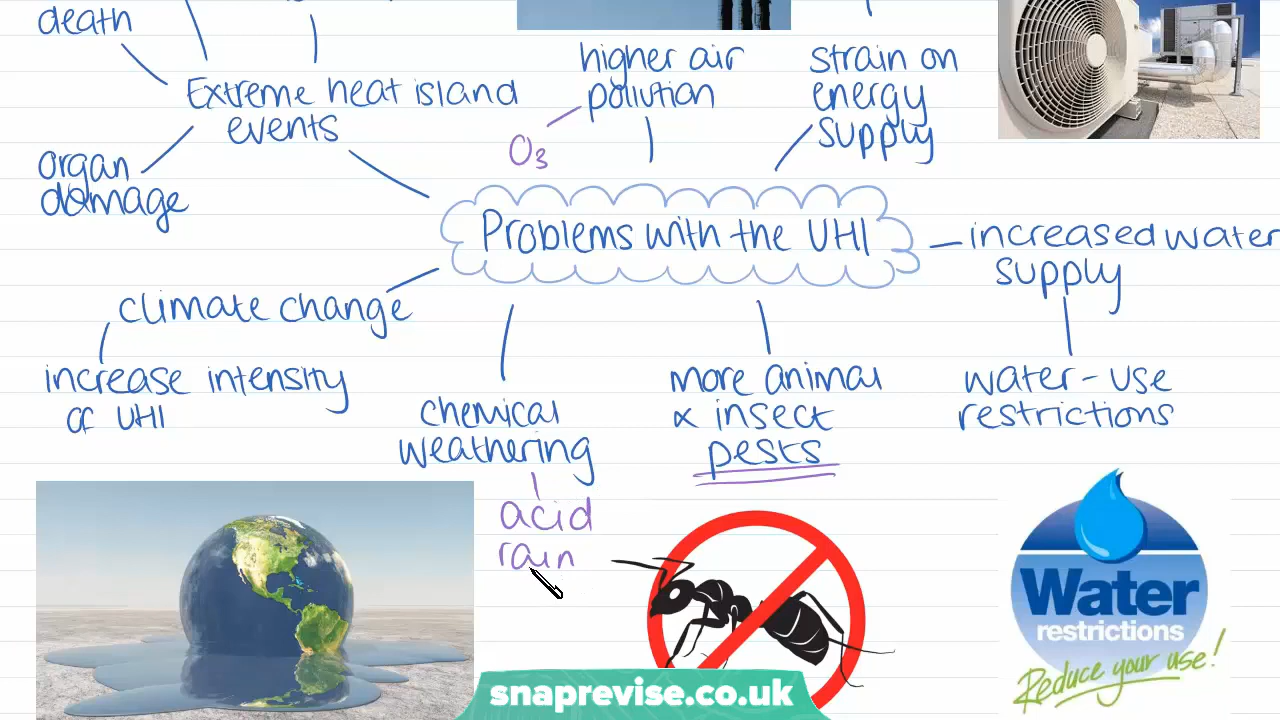 death
Extreme heat island
events
organ
damage
higher air
pollution
O₃
strain on
energy
supply
Problems with the UHI
increased water
supply
water-use
restrictions
climate change
increase intensity
of UHI
chemical
weathering
acid
rain
more animal
& insect
pests
Water
restrictions
Reduce your use!
snaprevise.co.uk